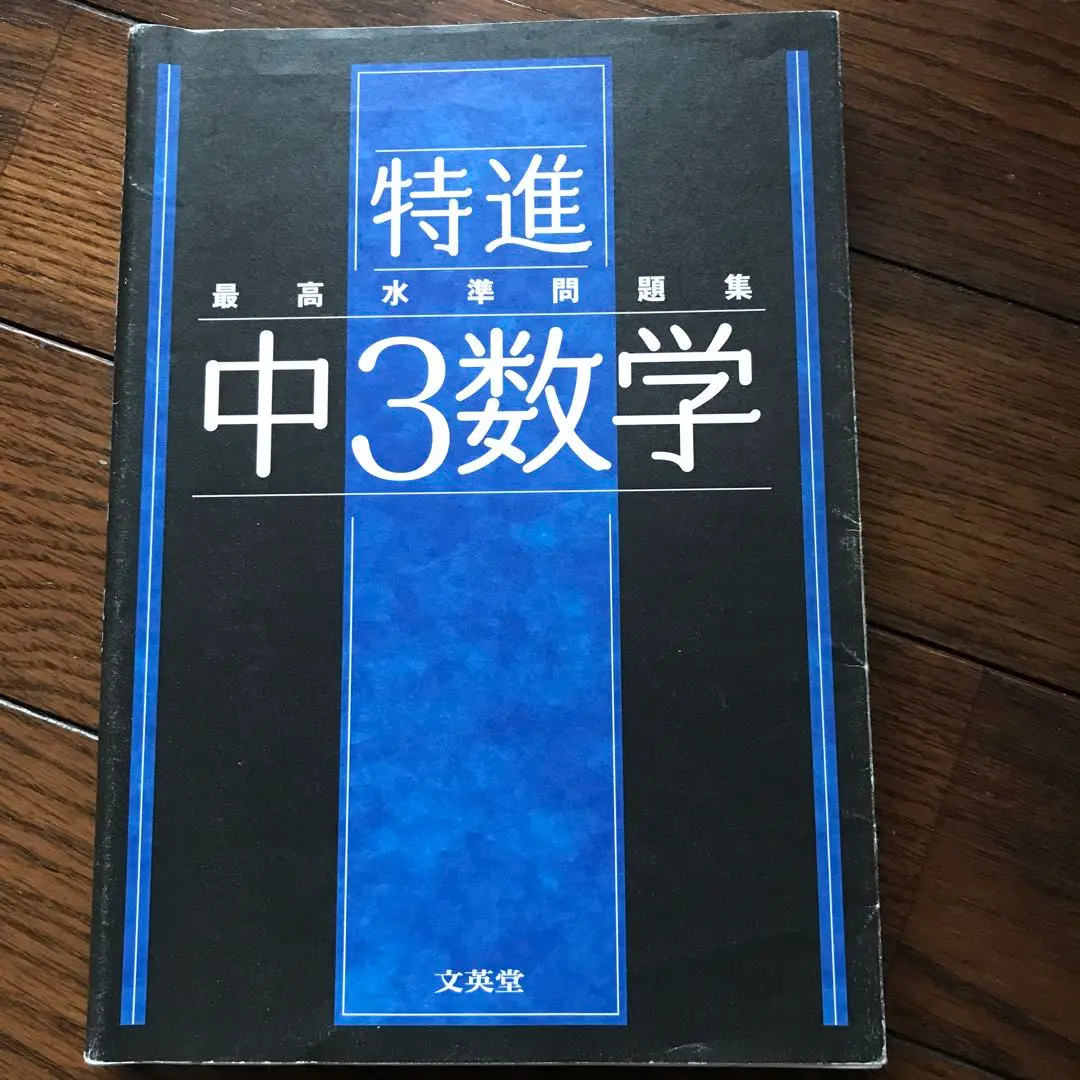 特進
最高水準問題集
中3数学
文英堂